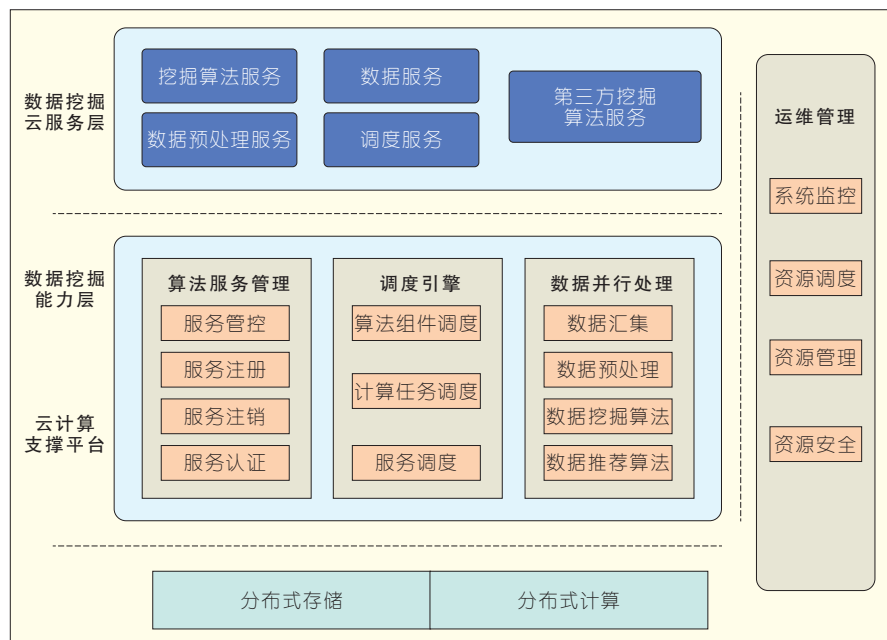 数据挖掘
云服务层
挖掘算法服务
数据服务
数据预处理服务
调度服务
第三方挖掘
算法服务
数据挖掘
能力层
云计算
支撑平台
算法服务管理
服务管控
服务注册
服务注销
服务认证
调度引擎
算法组件调度
计算任务调度
服务调度
数据并行处理
数据汇集
数据预处理
数据挖掘算法
数据推荐算法
分布式存储
分布式计算
运维管理
系统监控
资源调度
资源管理
资源安全